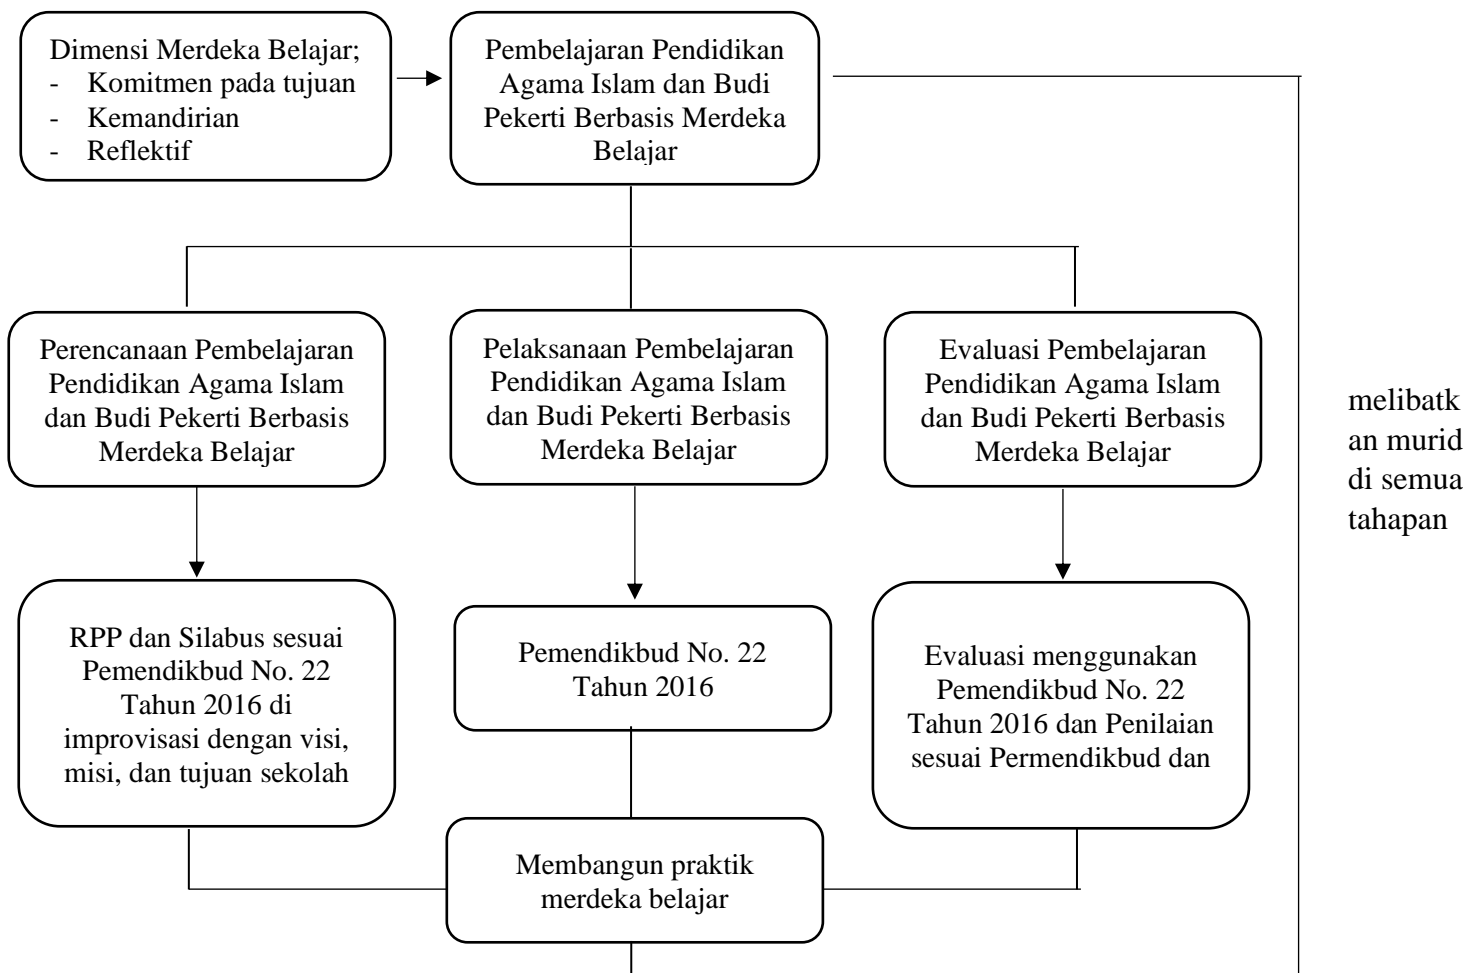 Dimensi Merdeka Belajar;
- Komitmen pada tujuan
- Kemandirian
- Reflektif
Pembelajaran Pendidikan
Agama Islam dan Budi
Pekerti Berbasis Merdeka
Belajar
Perencanaan Pembelajaran
Pendidikan Agama Islam
dan Budi Pekerti Berbasis
Merdeka Belajar
Pelaksanaan Pembelajaran
Pendidikan Agama Islam
dan Budi Pekerti Berbasis
Merdeka Belajar
Evaluasi Pembelajaran
Pendidikan Agama Islam
dan Budi Pekerti Berbasis
Merdeka Belajar
melibatk
an murid
di semua
tahapan
RPP dan Silabus sesuai
Pemendikbud No. 22
Tahun 2016 di
improvisasi dengan visi,
misi, dan tujuan sekolah
Pemendikbud No. 22
Tahun 2016
Evaluasi menggunakan
Pemendikbud No. 22
Tahun 2016 dan Penilaian
sesuai Permendikbud dan
Membangun praktik
merdeka belajar